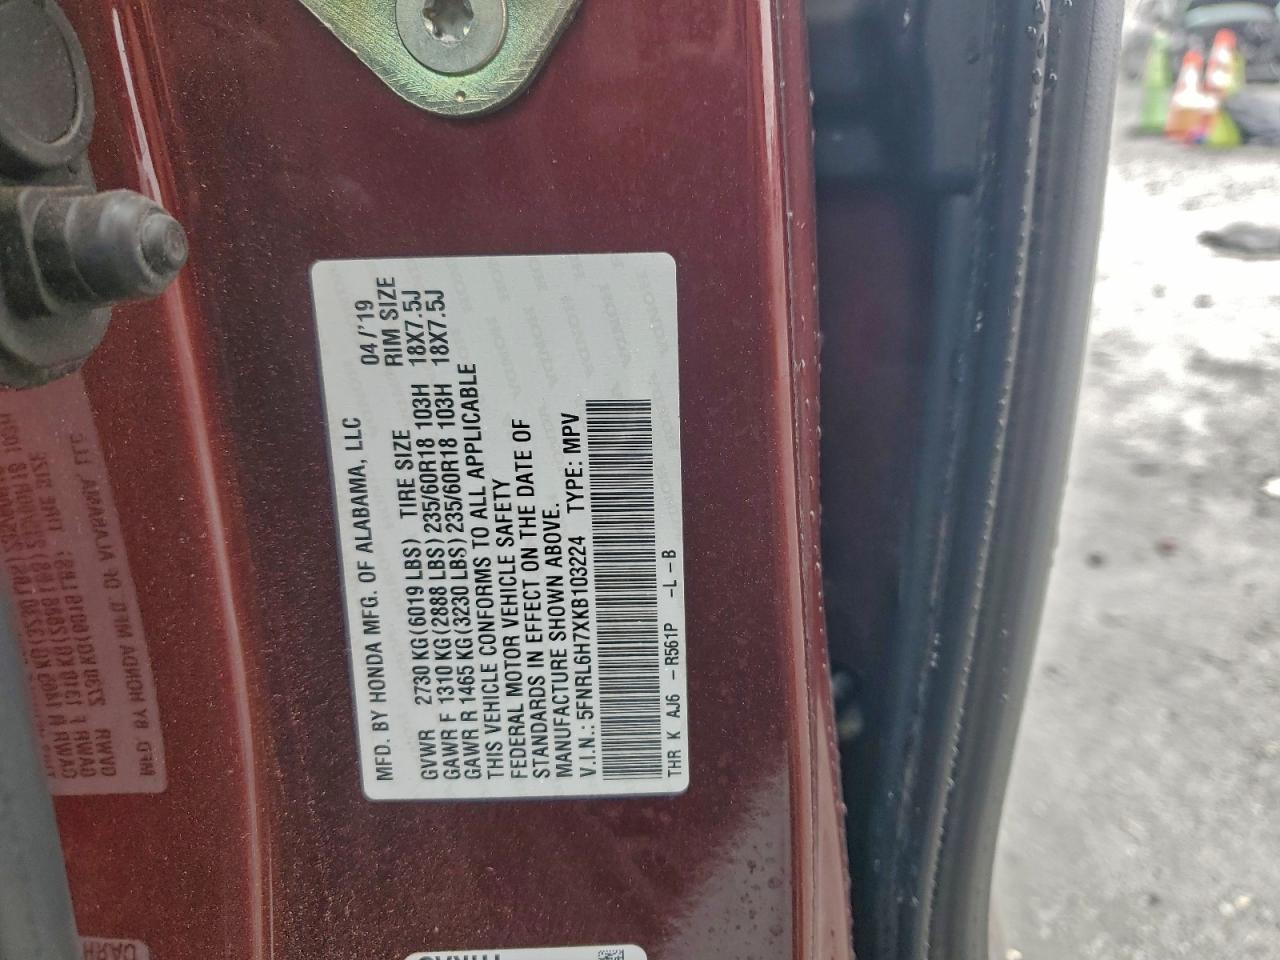 MFD. BY HONDA MFG. OF ALABAMA, LLC 04/'19
GVWR 2730 KG(6019 LBS) TIRE SIZE RIM SIZE
GAWR F 1310 KG(2888 LBS) 235/60R18 103H 18X7.5J
GAWR R 1465 KG(3230 LBS) 235/60R18 103H 18X7.5J
THIS VEHICLE CONFORMS TO ALL APPLICABLE
FEDERAL MOTOR VEHICLE SAFETY
STANDARDS IN EFFECT ON THE DATE OF
MANUFACTURE SHOWN ABOVE.
V.I.N.: 5FNRL6H7XKB103224 TYPE: MPV
THR K AJ6 - R561P -L-B